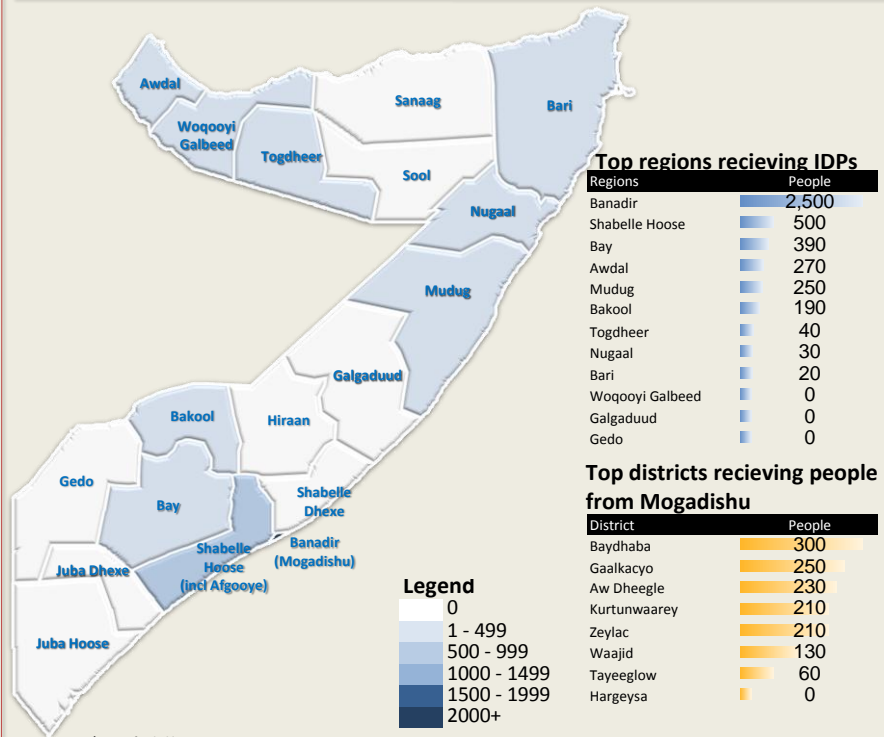 Awdal
Woqooyi
Galbeed
Togdheer
Sanaag
Bari
Sool
Nugaal
Mudug
Galgaduud
Bakool
Hiraan
Gedo
Bay
Shabelle
Dhexe
Shabelle
Hoose
(incl Afgooye)
Banadir
(Mogadishu)
Juba Dhexe
Juba Hoose
Legend
0
1 - 499
500 - 999
1000 - 1499
1500 - 1999
2000+
Top regions recieving IDPs
Regions People
Banadir 2,500
Shabelle Hoose 500
Bay 390
Awdal 270
Mudug 250
Bakool 190
Togdheer 40
Nugaal 30
Bari 20
Woqooyi Galbeed 0
Galgaduud 0
Gedo 0
Top districts recieving people
from Mogadishu
District People
Baydhaba 300
Gaalkacyo 250
Aw Dheegle 230
Kurtunwaarey 210
Zeylac 210
Waajid 130
Tayeeglow 60
Hargeysa 0